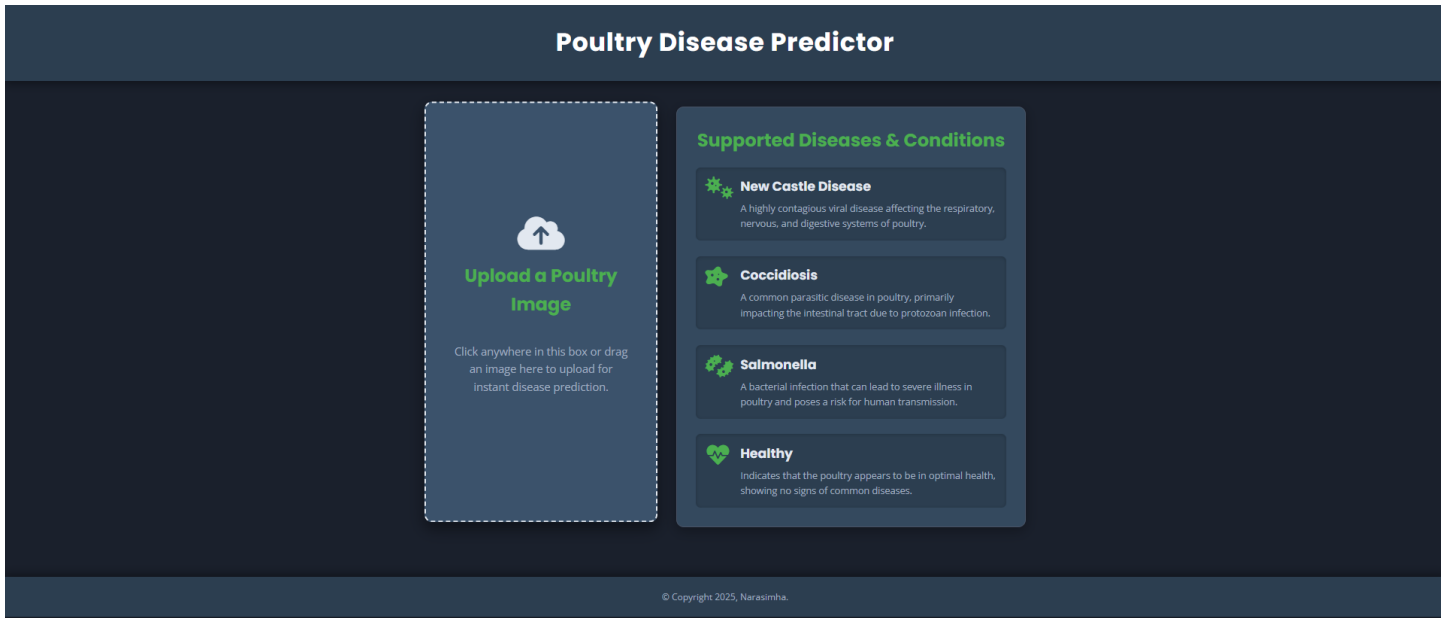 Poultry Disease Predictor
Upload a Poultry
Image
Click anywhere in this box or drag
an image here to upload for
instant disease prediction.
Supported Diseases & Conditions
New Castle Disease
A highly contagious viral disease affecting the respiratory,
nervous, and digestive systems of poultry.
Coccidiosis
A common parasitic disease in poultry, primarily
impacting the intestinal tract due to protozoan infection.
Salmonella
A bacterial infection that can lead to severe illness in
poultry and poses a risk for human transmission.
Healthy
Indicates that the poultry appears to be in optimal health,
showing no signs of common diseases.
© Copyright 2025, Narasimha.